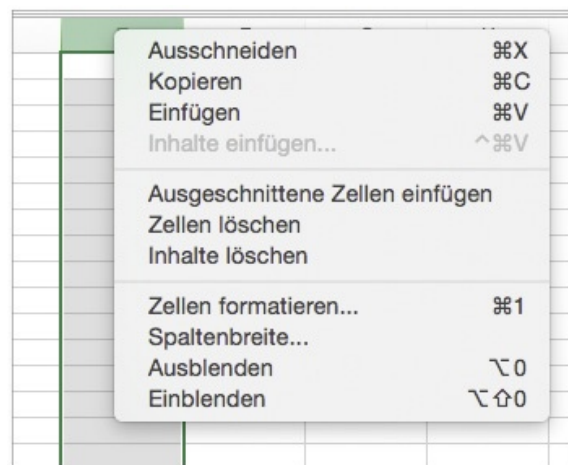 Ausschneiden ⌘X
Kopieren ⌘C
Einfügen ⌘V
Inhalte einfügen... ^⌘V
Ausgeschnittene Zellen einfügen
Zellen löschen
Inhalte löschen
Zellen formatieren... ⌘1
Spaltenbreite...
Ausblenden ⌥0
Einblenden ⌥⇧0